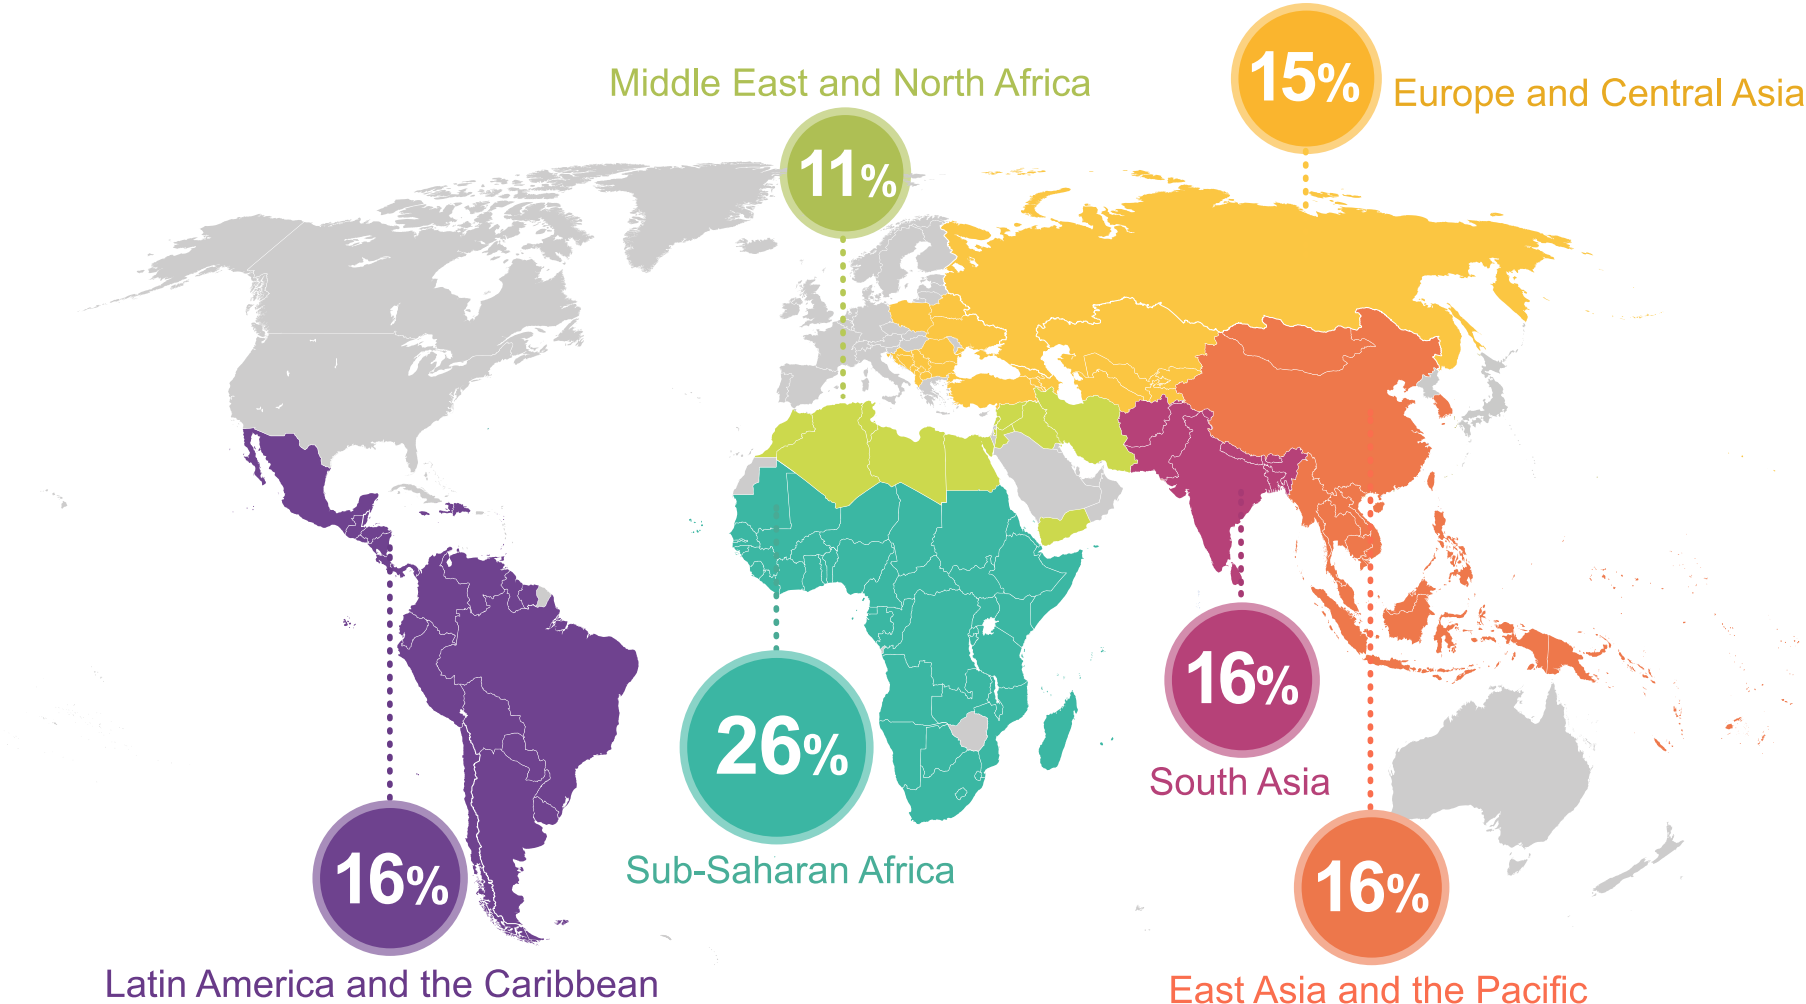 15%
Europe and Central Asia
Middle East and North Africa
11%
16%
South Asia
26%
Sub-Saharan Africa
16%
Latin America and the Caribbean
16%
East Asia and the Pacific